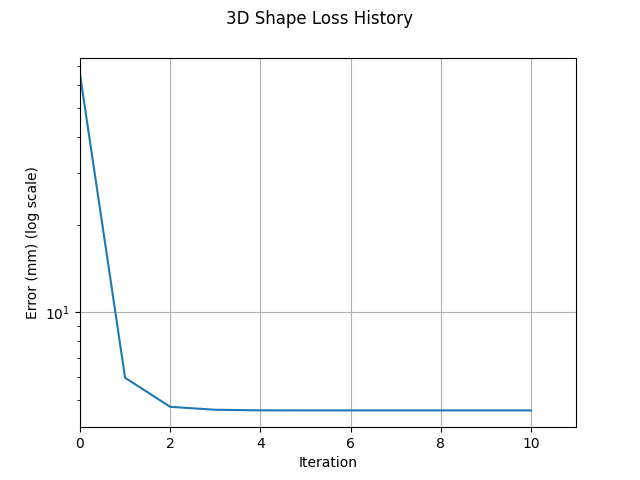 3D Shape Loss History
Error (mm) (log scale)
10¹
0 2 4 6 8 10
Iteration